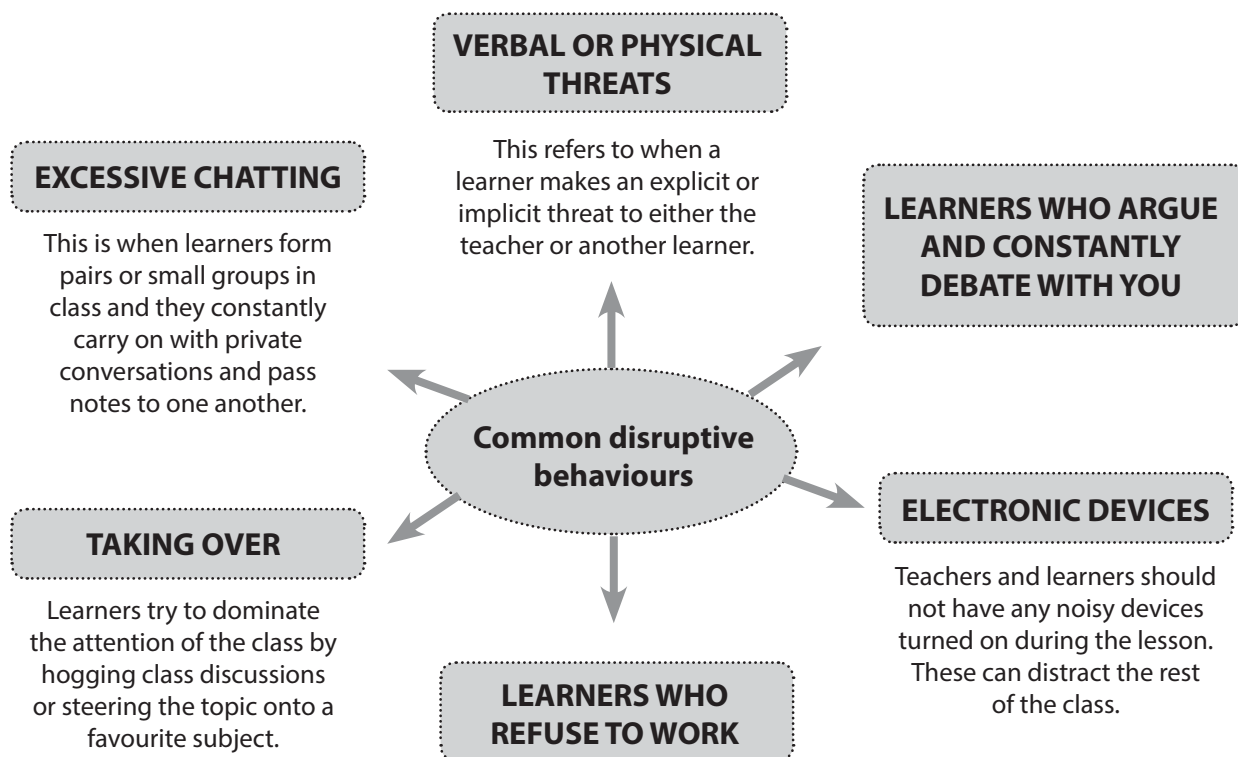 VERBAL OR PHYSICAL
THREATS
This refers to when a
learner makes an explicit or
implicit threat to either the
teacher or another learner.
EXCESSIVE CHATTING
This is when learners form
pairs or small groups in
class and they constantly
carry on with private
conversations and pass
notes to one another.
LEARNERS WHO ARGUE
AND CONSTANTLY
DEBATE WITH YOU
Common disruptive
behaviours
TAKING OVER
Learners try to dominate
the attention of the class by
hogging class discussions
or steering the topic onto a
favourite subject.
LEARNERS WHO
REFUSE TO WORK
ELECTRONIC DEVICES
Teachers and learners should
not have any noisy devices
turned on during the lesson.
These can distract the rest
of the class.